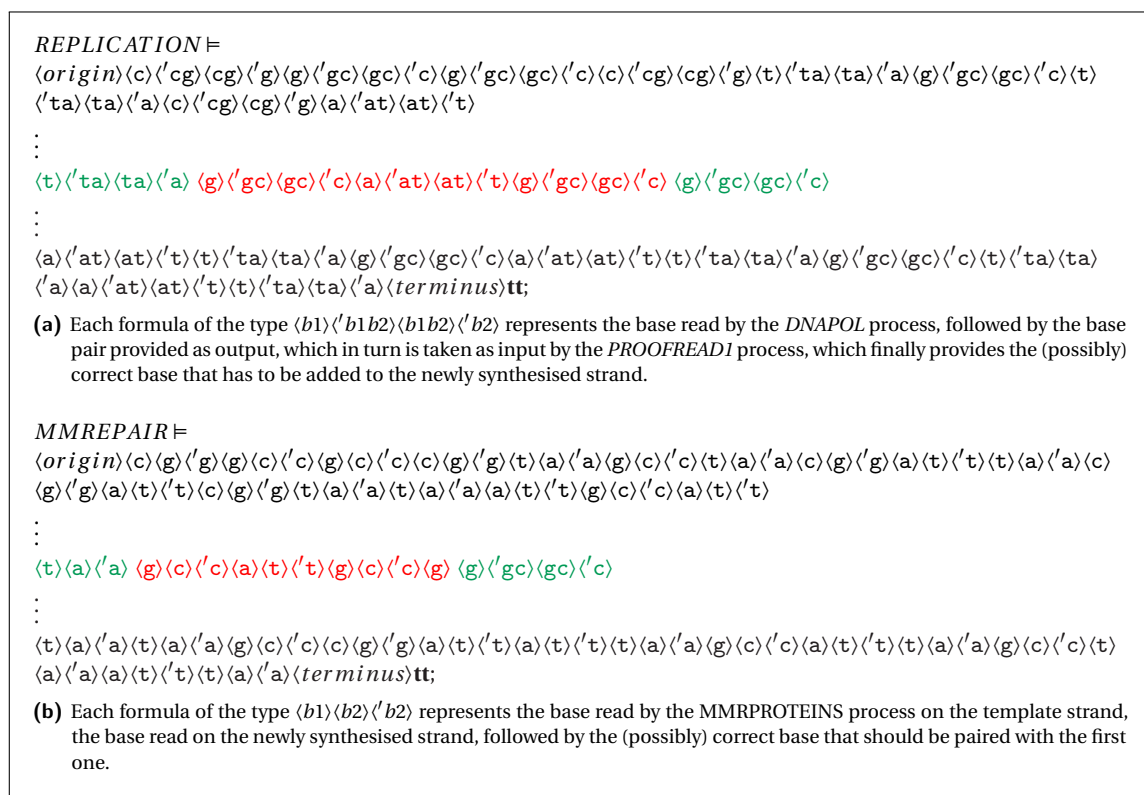 REPLICATION ⊨
⟨origin⟩⟨c⟩⟨′cg⟩⟨cg⟩⟨′g⟩⟨g⟩⟨′gc⟩⟨gc⟩⟨′c⟩⟨g⟩⟨′gc⟩⟨gc⟩⟨′c⟩⟨c⟩⟨′cg⟩⟨cg⟩⟨′g⟩⟨t⟩⟨′ta⟩⟨ta⟩⟨′a⟩⟨g⟩⟨′gc⟩⟨gc⟩⟨′c⟩⟨t⟩
⟨′ta⟩⟨ta⟩⟨′a⟩⟨c⟩⟨′cg⟩⟨cg⟩⟨′g⟩⟨a⟩⟨′at⟩⟨at⟩⟨′t⟩
⋮
⟨t⟩⟨′ta⟩⟨ta⟩⟨′a⟩ ⟨g⟩⟨′gc⟩⟨gc⟩⟨′c⟩⟨a⟩⟨′at⟩⟨at⟩⟨′t⟩⟨g⟩⟨′gc⟩⟨gc⟩⟨′c⟩ ⟨g⟩⟨′gc⟩⟨gc⟩⟨′c⟩
⋮
⟨a⟩⟨′at⟩⟨at⟩⟨′t⟩⟨t⟩⟨′ta⟩⟨ta⟩⟨′a⟩⟨g⟩⟨′gc⟩⟨gc⟩⟨′c⟩⟨a⟩⟨′at⟩⟨at⟩⟨′t⟩⟨t⟩⟨′ta⟩⟨ta⟩⟨′a⟩⟨g⟩⟨′gc⟩⟨gc⟩⟨′c⟩⟨t⟩⟨′ta⟩⟨ta⟩
⟨′a⟩⟨a⟩⟨′at⟩⟨at⟩⟨′t⟩⟨t⟩⟨′ta⟩⟨ta⟩⟨′a⟩⟨terminus⟩tt;
(a) Each formula of the type ⟨b1⟩⟨′b1b2⟩⟨b1b2⟩⟨′b2⟩ represents the base read by the DNAPOL process, followed by the base
pair provided as output, which in turn is taken as input by the PROOFREAD1 process, which finally provides the (possibly)
correct base that has to be added to the newly synthesised strand.
MMREPAIR ⊨
⟨origin⟩⟨c⟩⟨g⟩⟨′g⟩⟨g⟩⟨c⟩⟨′c⟩⟨g⟩⟨c⟩⟨′c⟩⟨c⟩⟨g⟩⟨′g⟩⟨t⟩⟨a⟩⟨′a⟩⟨g⟩⟨c⟩⟨′c⟩⟨t⟩⟨a⟩⟨′a⟩⟨c⟩⟨g⟩⟨′g⟩⟨a⟩⟨t⟩⟨′t⟩⟨t⟩⟨a⟩⟨′a⟩⟨c⟩
⟨g⟩⟨′g⟩⟨a⟩⟨t⟩⟨′t⟩⟨c⟩⟨g⟩⟨′g⟩⟨t⟩⟨a⟩⟨′a⟩⟨t⟩⟨a⟩⟨′a⟩⟨a⟩⟨t⟩⟨′t⟩⟨g⟩⟨c⟩⟨′c⟩⟨a⟩⟨t⟩⟨′t⟩
⋮
⟨t⟩⟨a⟩⟨′a⟩ ⟨g⟩⟨c⟩⟨′c⟩⟨a⟩⟨t⟩⟨′t⟩⟨g⟩⟨c⟩⟨′c⟩⟨g⟩ ⟨g⟩⟨′gc⟩⟨gc⟩⟨′c⟩
⋮
⟨t⟩⟨a⟩⟨′a⟩⟨t⟩⟨a⟩⟨′a⟩⟨g⟩⟨c⟩⟨′c⟩⟨c⟩⟨g⟩⟨′g⟩⟨a⟩⟨t⟩⟨′t⟩⟨a⟩⟨t⟩⟨′t⟩⟨t⟩⟨a⟩⟨′a⟩⟨g⟩⟨c⟩⟨′c⟩⟨a⟩⟨t⟩⟨′t⟩⟨t⟩⟨a⟩⟨′a⟩⟨g⟩⟨c⟩⟨′c⟩⟨t⟩
⟨a⟩⟨′a⟩⟨a⟩⟨t⟩⟨′t⟩⟨t⟩⟨a⟩⟨′a⟩⟨terminus⟩tt;
(b) Each formula of the type ⟨b1⟩⟨b2⟩⟨′b2⟩ represents the base read by the MMRPROTEINS process on the template strand,
the base read on the newly synthesised strand, followed by the (possibly) correct base that should be paired with the first
one.